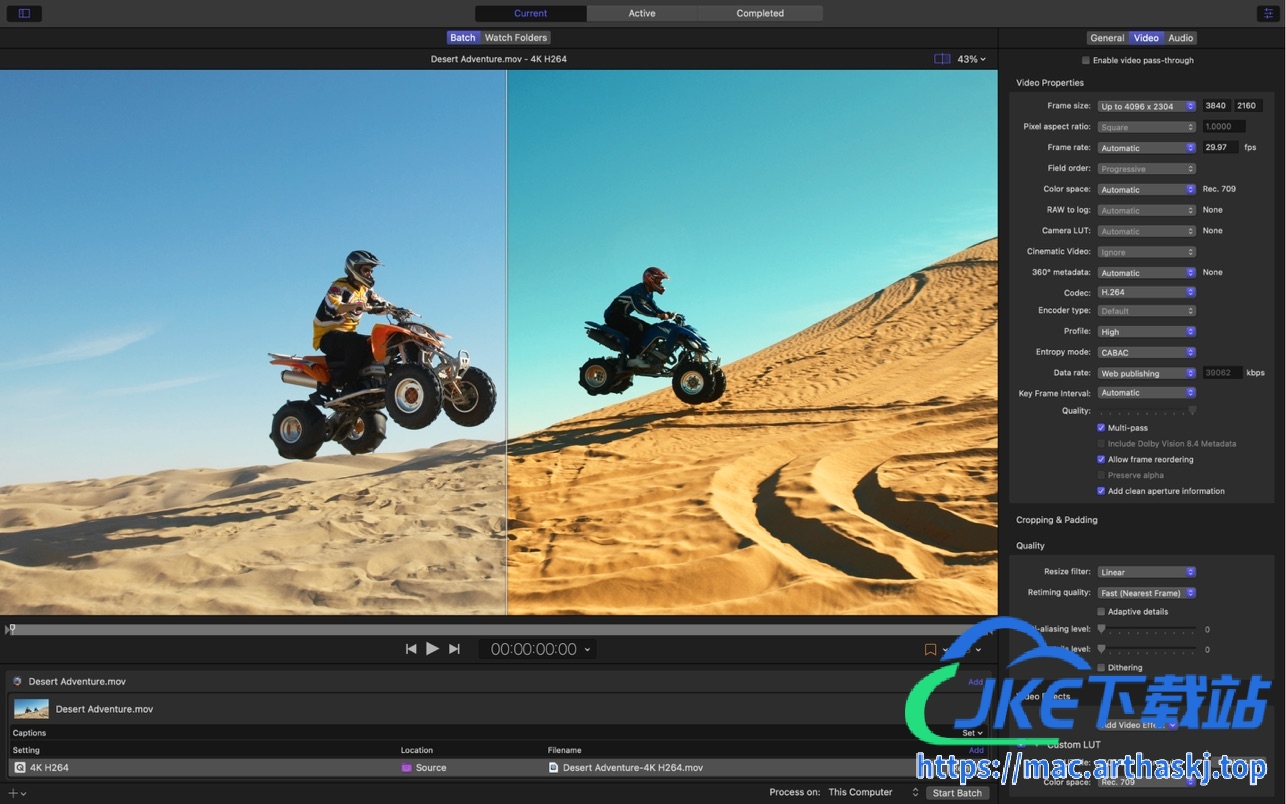 Current Active Completed
Batch Watch Folders
Desert Adventure.mov - 4K H264
43%
00:00:00:00
Desert Adventure.mov
Add
Desert Adventure.mov
Captions Set
Setting Location Filename Add
4K H264 Source Desert Adventure-4K H264.mov
Process on: This Computer Start Batch
General Video Audio
Enable video pass-through
Video Properties
Frame size: Up to 4096 x 2304 3840 2160
Pixel aspect ratio: Square 1.0000
Frame rate: Automatic 29.97 fps
Field order: Progressive
Color space: Automatic Rec. 709
RAW to log: Automatic None
Camera LUT: Automatic None
Cinematic Video: Ignore
360° metadata: Automatic None
Codec: H.264
Encoder type: Default
Profile: High
Entropy mode: CABAC
Data rate: Web publishing 39062 kbps
Key Frame Interval: Automatic
Quality:
Multi-pass
Include Dolby Vision 8.4 Metadata
Allow frame reordering
Preserve alpha
Add clean aperture information
Cropping & Padding
Quality
Resize filter: Linear
Retiming quality: Fast (Nearest Frame)
Adaptive details
level: 0
level: 0
Dithering
Effects
Add Video
Custom LUT
Color space: Rec. 709
JKE下载站
https://mac.arthaskj.top